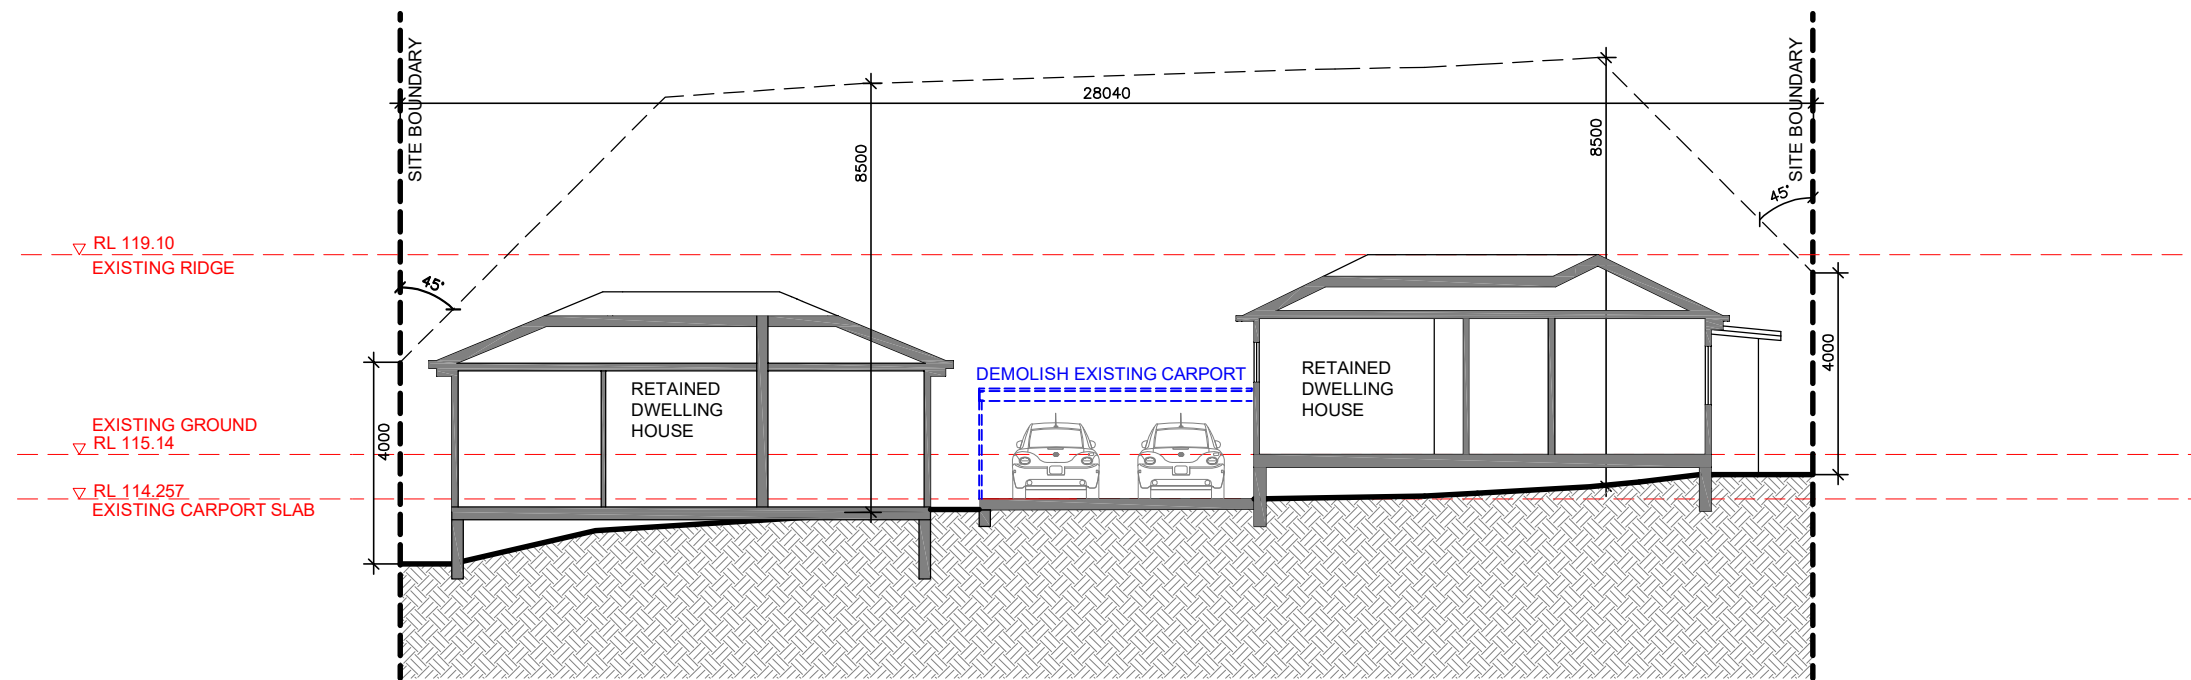 SITE BOUNDARY
SITE BOUNDARY
28040
8500
8500
45°
RL 119.10
EXISTING RIDGE
45°
4000
DEMOLISH EXISTING CARPORT
RETAINED
DWELLING
HOUSE
RETAINED
DWELLING
HOUSE
EXISTING GROUND
RL 115.14
4000
RL 114.257
EXISTING CARPORT SLAB